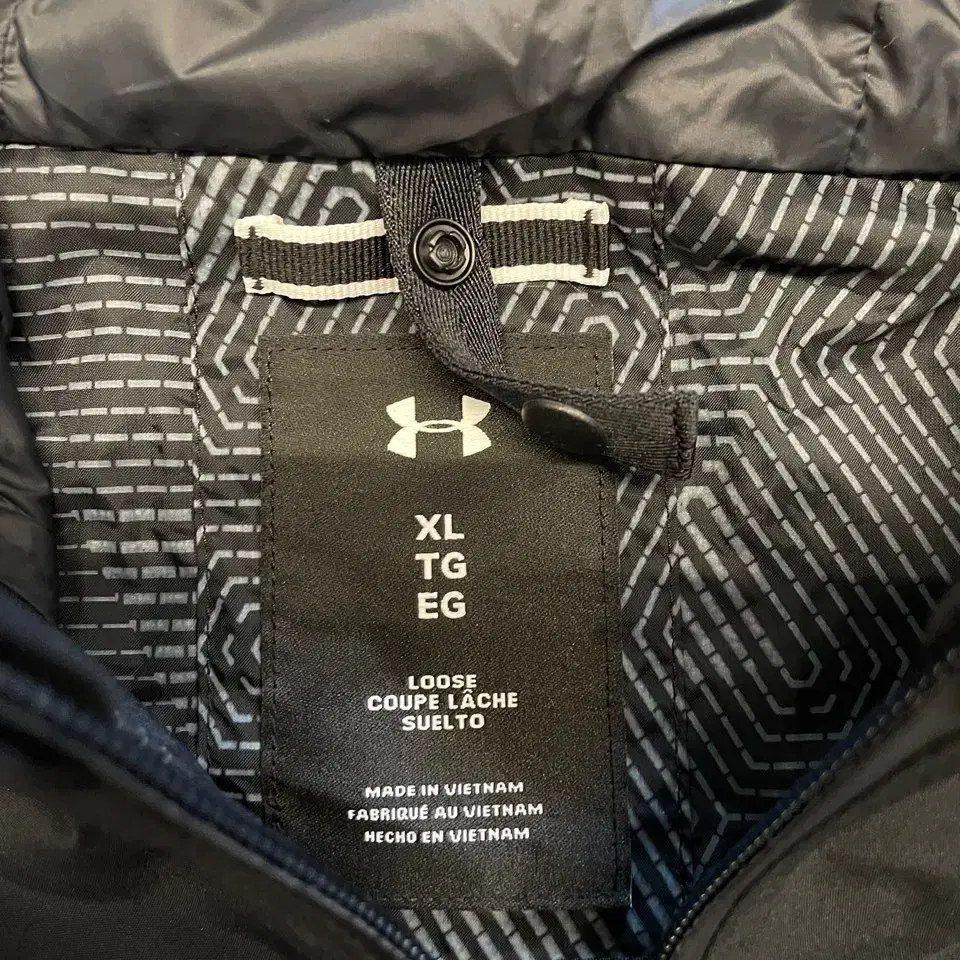 XL
TG
EG
LOOSE
COUPE LÂCHE
SUELTO
MADE IN VIETNAM
FABRIQUÉ AU VIETNAM
HECHO EN VIETNAM